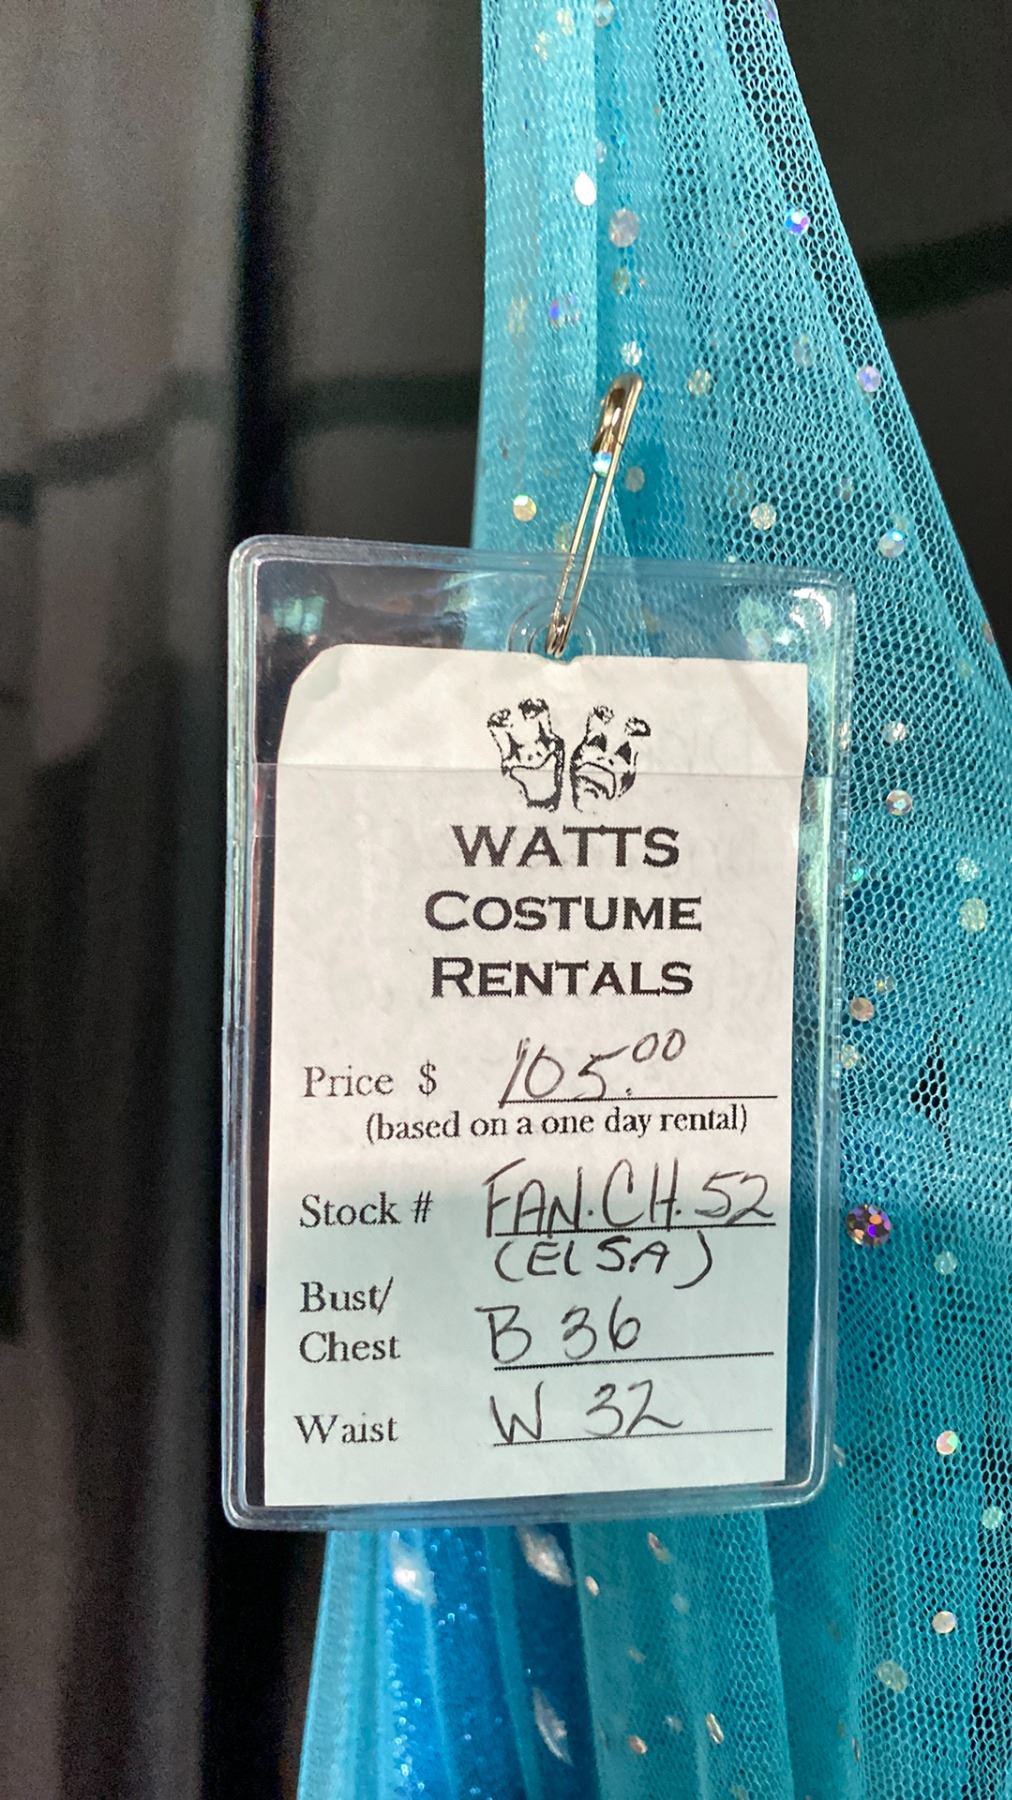 WATTS
COSTUME
RENTALS
Price $ 105.00
(based on a one day rental)
Stock # FAN.CH.52
(ELSA)
Bust/
Chest B 36
Waist W 32